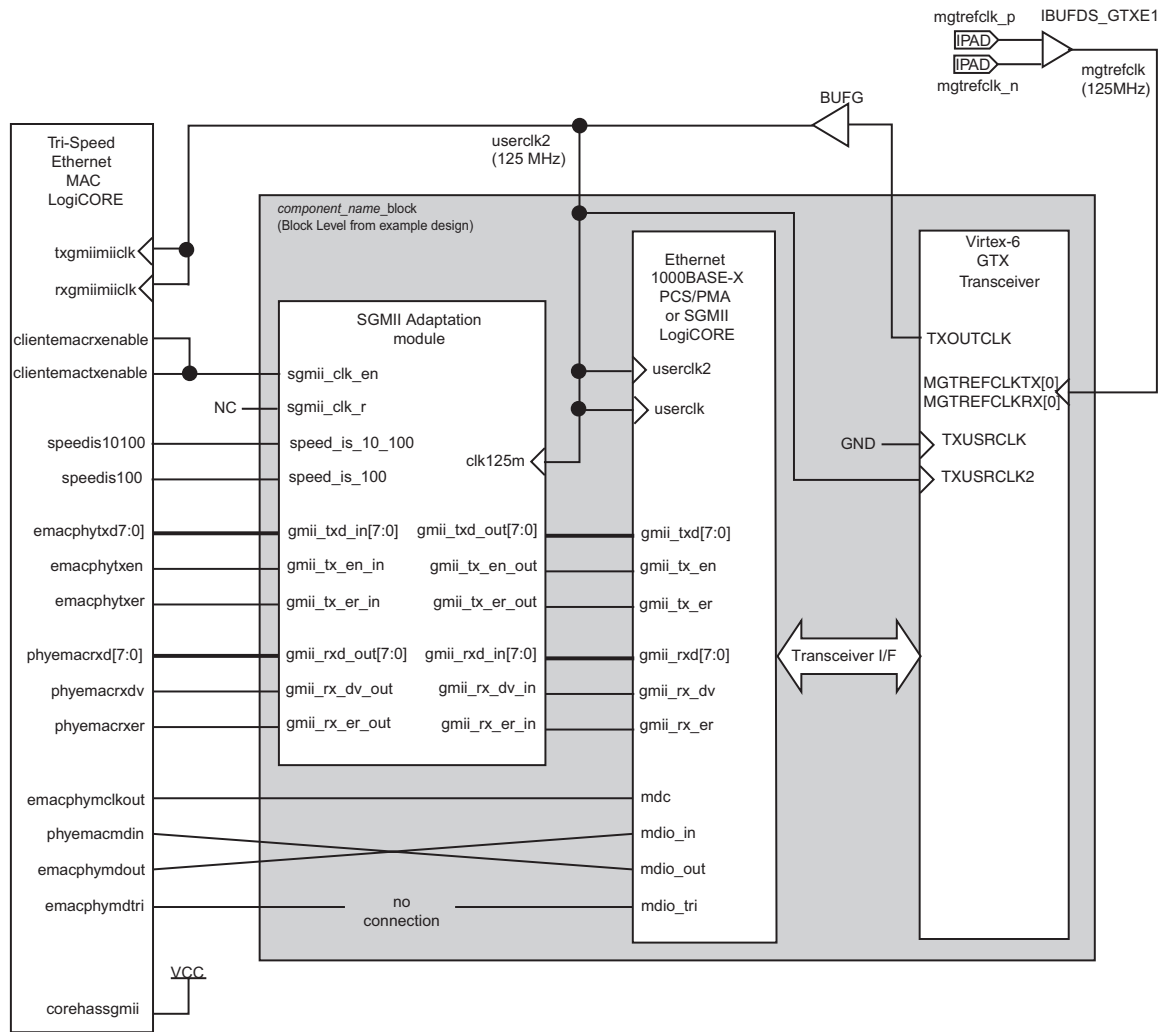 mgtrefclk_p
IBUFDS_GTXE1
IPAD
IPAD
mgtrefclk_n
mgtrefclk
(125MHz)
BUFG
userclk2
(125 MHz)
Tri-Speed
Ethernet
MAC
LogiCORE
txgmiimiiclk
rxgmiimiiclk
clientemacrxenable
clientemactxenable
speedis10100
speedis100
emacphytxd7:0]
emacphytxen
emacphytxer
phyemacrxd[7:0]
phyemacrxdv
phyemacrxer
emacphymclkout
phyemacmdin
emacphymdout
emacphymdtri
corehassgmii
VCC
component_name_block
(Block Level from example design)
SGMII Adaptation
module
sgmii_clk_en
NC
sgmii_clk_r
speed_is_10_100
speed_is_100
clk125m
gmii_txd_in[7:0]
gmii_tx_en_in
gmii_tx_er_in
gmii_rxd_out[7:0]
gmii_rx_dv_out
gmii_rx_er_out
gmii_txd_out[7:0]
gmii_tx_en_out
gmii_tx_er_out
gmii_rxd_in[7:0]
gmii_rx_dv_in
gmii_rx_er_in
no
connection
Ethernet
1000BASE-X
PCS/PMA
or SGMII
LogiCORE
userclk2
userclk
gmii_txd[7:0]
gmii_tx_en
gmii_tx_er
gmii_rxd[7:0]
gmii_rx_dv
gmii_rx_er
mdc
mdio_in
mdio_out
mdio_tri
Transceiver I/F
Virtex-6
GTX
Transceiver
TXOUTCLK
MGTREFCLKTX[0]
MGTREFCLKRX[0]
GND
TXUSRCLK
TXUSRCLK2